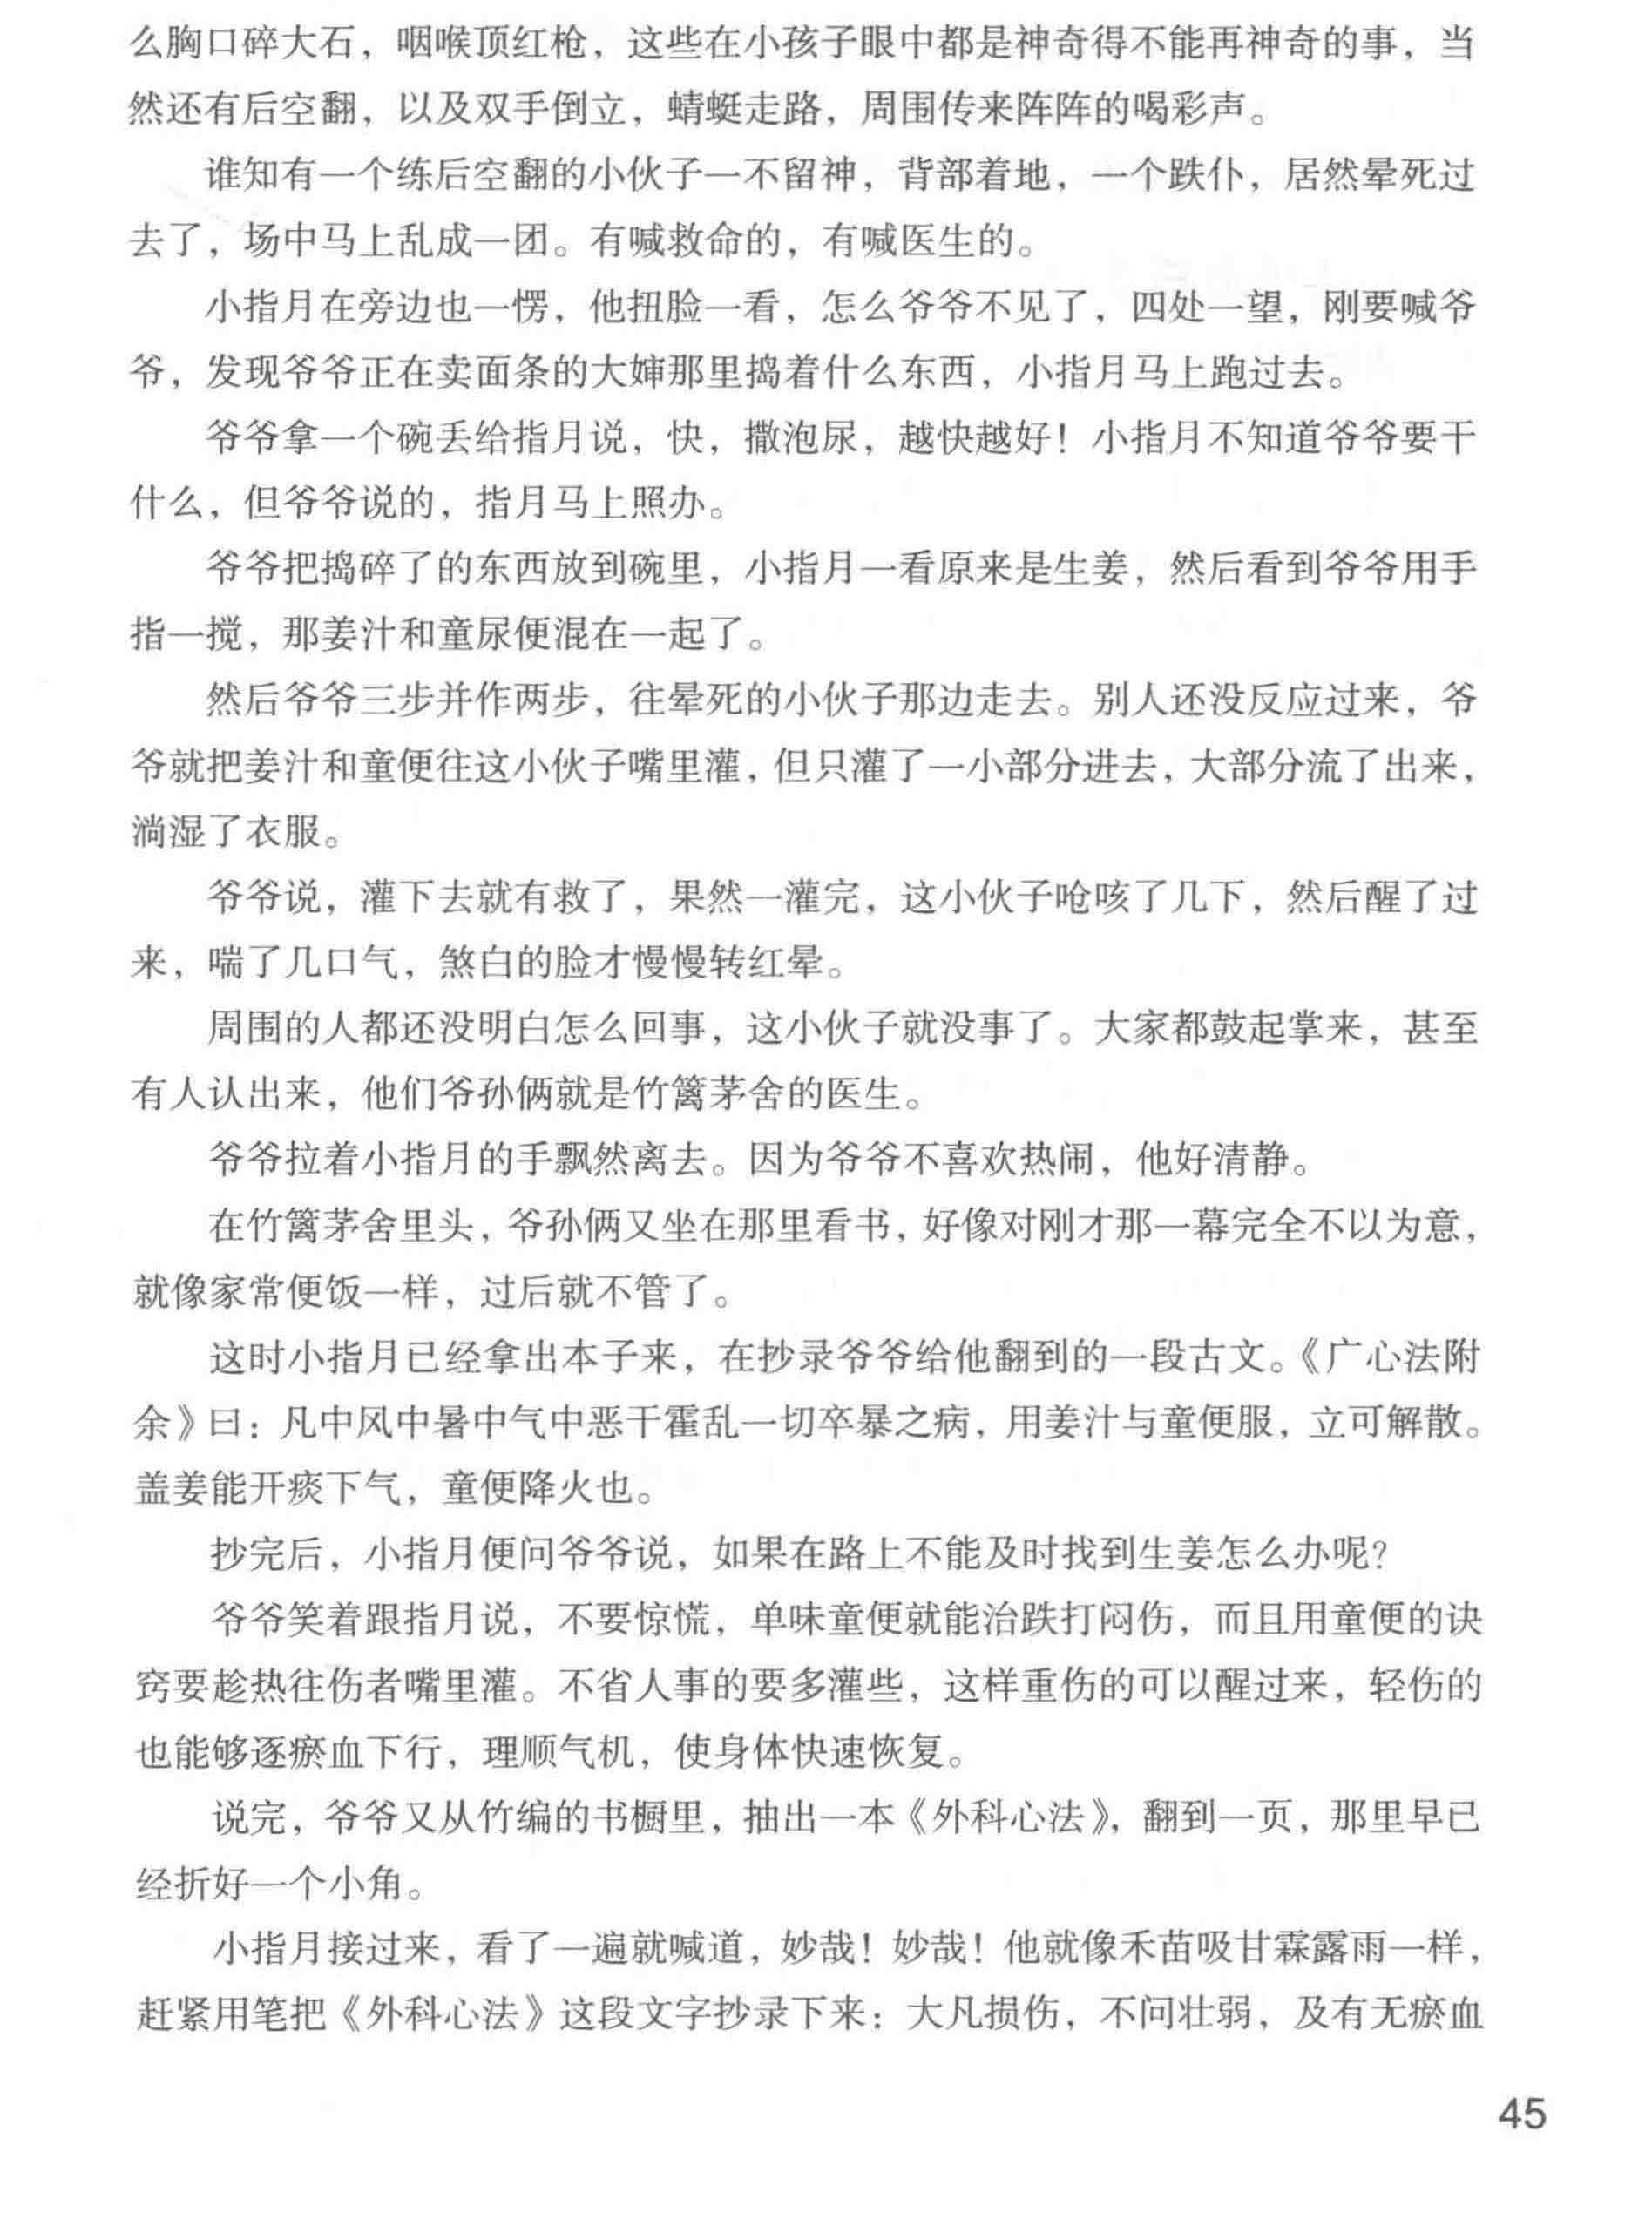 么胸口碎大石，咽喉顶红枪，这些在小孩子眼中都是神奇得不能再神奇的事，当
然还有后空翻，以及双手倒立，蜻蜓走路，周围传来阵阵的喝彩声。
谁知有一个练后空翻的小伙子一不留神，背部着地，一个跌仆，居然晕死过
去了，场中马上乱成一团。有喊救命的，有喊医生的。
小指月在旁边也一愣，他扭脸一看，怎么爷爷不见了，四处一望，刚要喊爷
爷，发现爷爷正在卖面条的大婶那里捣着什么东西，小指月马上跑过去。
爷爷拿一个碗丢给指月说，快，撒泡尿，越快越好！小指月不知道爷爷要干
什么，但爷爷说的，指月马上照办。
爷爷把捣碎了的东西放到碗里，小指月一看原来是生姜，然后看到爷爷用手
指一搅，那姜汁和童尿便混在一起了。
然后爷爷三步并作两步，往晕死的小伙子那边走去。别人还没反应过来，爷
爷就把姜汁和童便往这小伙子嘴里灌，但只灌了一小部分进去，大部分流了出来，
淌湿了衣服。
爷爷说，灌下去就有救了，果然一灌完，这小伙子呛咳了几下，然后醒了过
来，喘了几口气，煞白的脸才慢慢转红晕。
周围的人都还没明白怎么回事，这小伙子就没事了。大家都鼓起掌来，甚至
有人认出来，他们爷孙俩就是竹篱茅舍的医生。
爷爷拉着小指月的手飘然离去。因为爷爷不喜欢热闹，他好清静。
在竹篱茅舍里头，爷孙俩又坐在那里看书，好像对刚才那一幕完全不以为意，
就像家常便饭一样，过后就不管了。
这时小指月已经拿出本子来，在抄录爷爷给他翻到的一段古文。《广心法附
余》曰：凡中风中暑中气中恶干霍乱一切卒暴之病，用姜汁与童便服，立可解散。
盖姜能开痰下气，童便降火也。
抄完后，小指月便问爷爷说，如果在路上不能及时找到生姜怎么办呢？
爷爷笑着跟指月说，不要惊慌，单味童便就能治跌打闷伤，而且用童便的诀
窍要趁热往伤者嘴里灌。不省人事的要多灌些，这样重伤的可以醒过来，轻伤的
也能够逐瘀血下行，理顺气机，使身体快速恢复。
说完，爷爷又从竹编的书橱里，抽出一本《外科心法》，翻到一页，那里早已
经折好一个小角。
小指月接过来，看了一遍就喊道，妙哉！妙哉！他就像禾苗吸甘霖露雨一样，
赶紧用笔把《外科心法》这段文字抄录下来：大凡损伤，不问壮弱，及有无瘀血
45